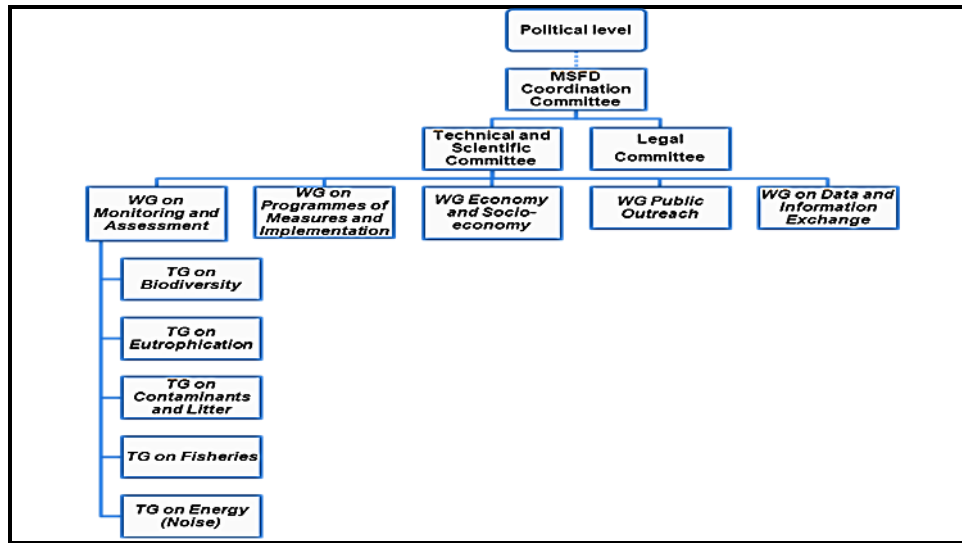 Political level
MSFD
Coordination
Committee
Technical and
Scientific
Committee
Legal
Committee
WG on
Monitoring and
Assessment
WG on
Programmes of
Measures and
Implementation
WG Economy
and Socio-
economy
WG Public
Outreach
WG on Data and
Information
Exchange
TG on
Biodiversity
TG on
Eutrophication
TG on
Contaminants
and Litter
TG on Fisheries
TG on Energy
(Noise)